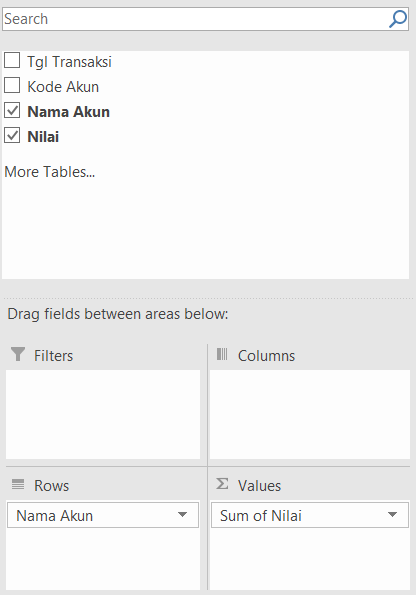 Search
Tgl Transaksi
Kode Akun
Nama Akun
Nilai
More Tables...
Drag fields between areas below:
Filters
Columns
Rows
Σ Values
Nama Akun
Sum of Nilai